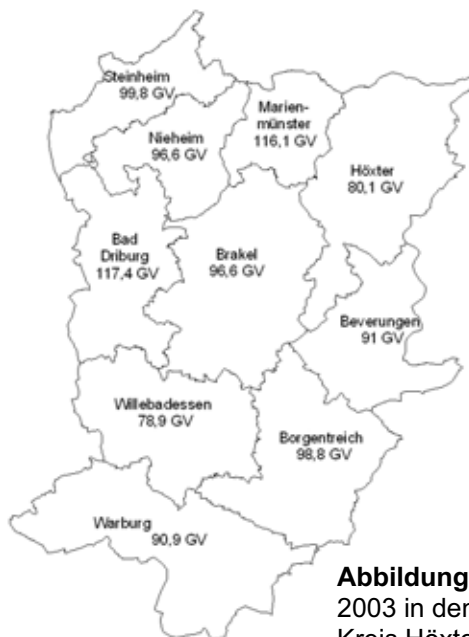 Steinheim
99,8 GV
Nieheim
96,6 GV
Marien-
münster
116,1 GV
Höxter
80,1 GV
Bad
Driburg
117,4 GV
Brakel
96,6 GV
Beverungen
91 GV
Willebadessen
78,9 GV
Borgentreich
98,8 GV
Warburg
90,9 GV
Abbildung
2003 in der
Kreis Höxte